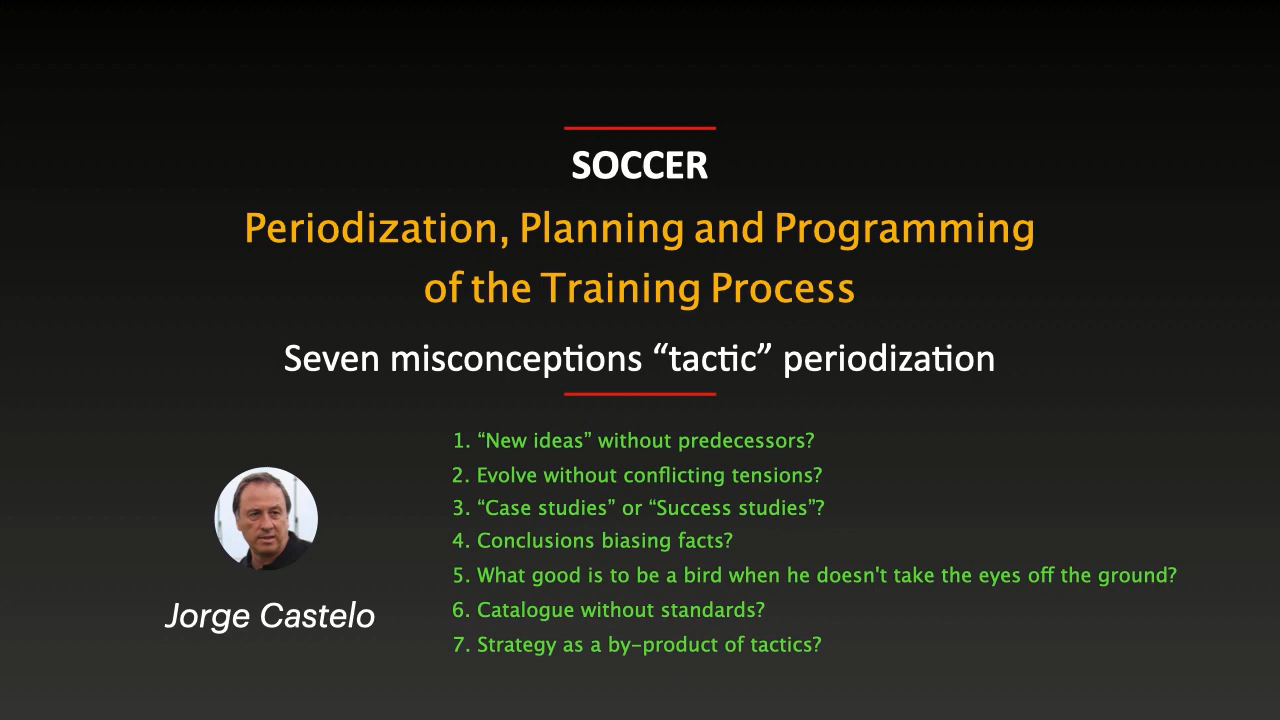 SOCCER
Periodization, Planning and Programming
of the Training Process
Seven misconceptions “tactic” periodization
1. “New ideas” without predecessors?
2. Evolve without conflicting tensions?
3. “Case studies” or “Success studies”?
4. Conclusions biasing facts?
5. What good is to be a bird when he doesn't take the eyes off the ground?
6. Catalogue without standards?
7. Strategy as a by-product of tactics?
Jorge Castelo